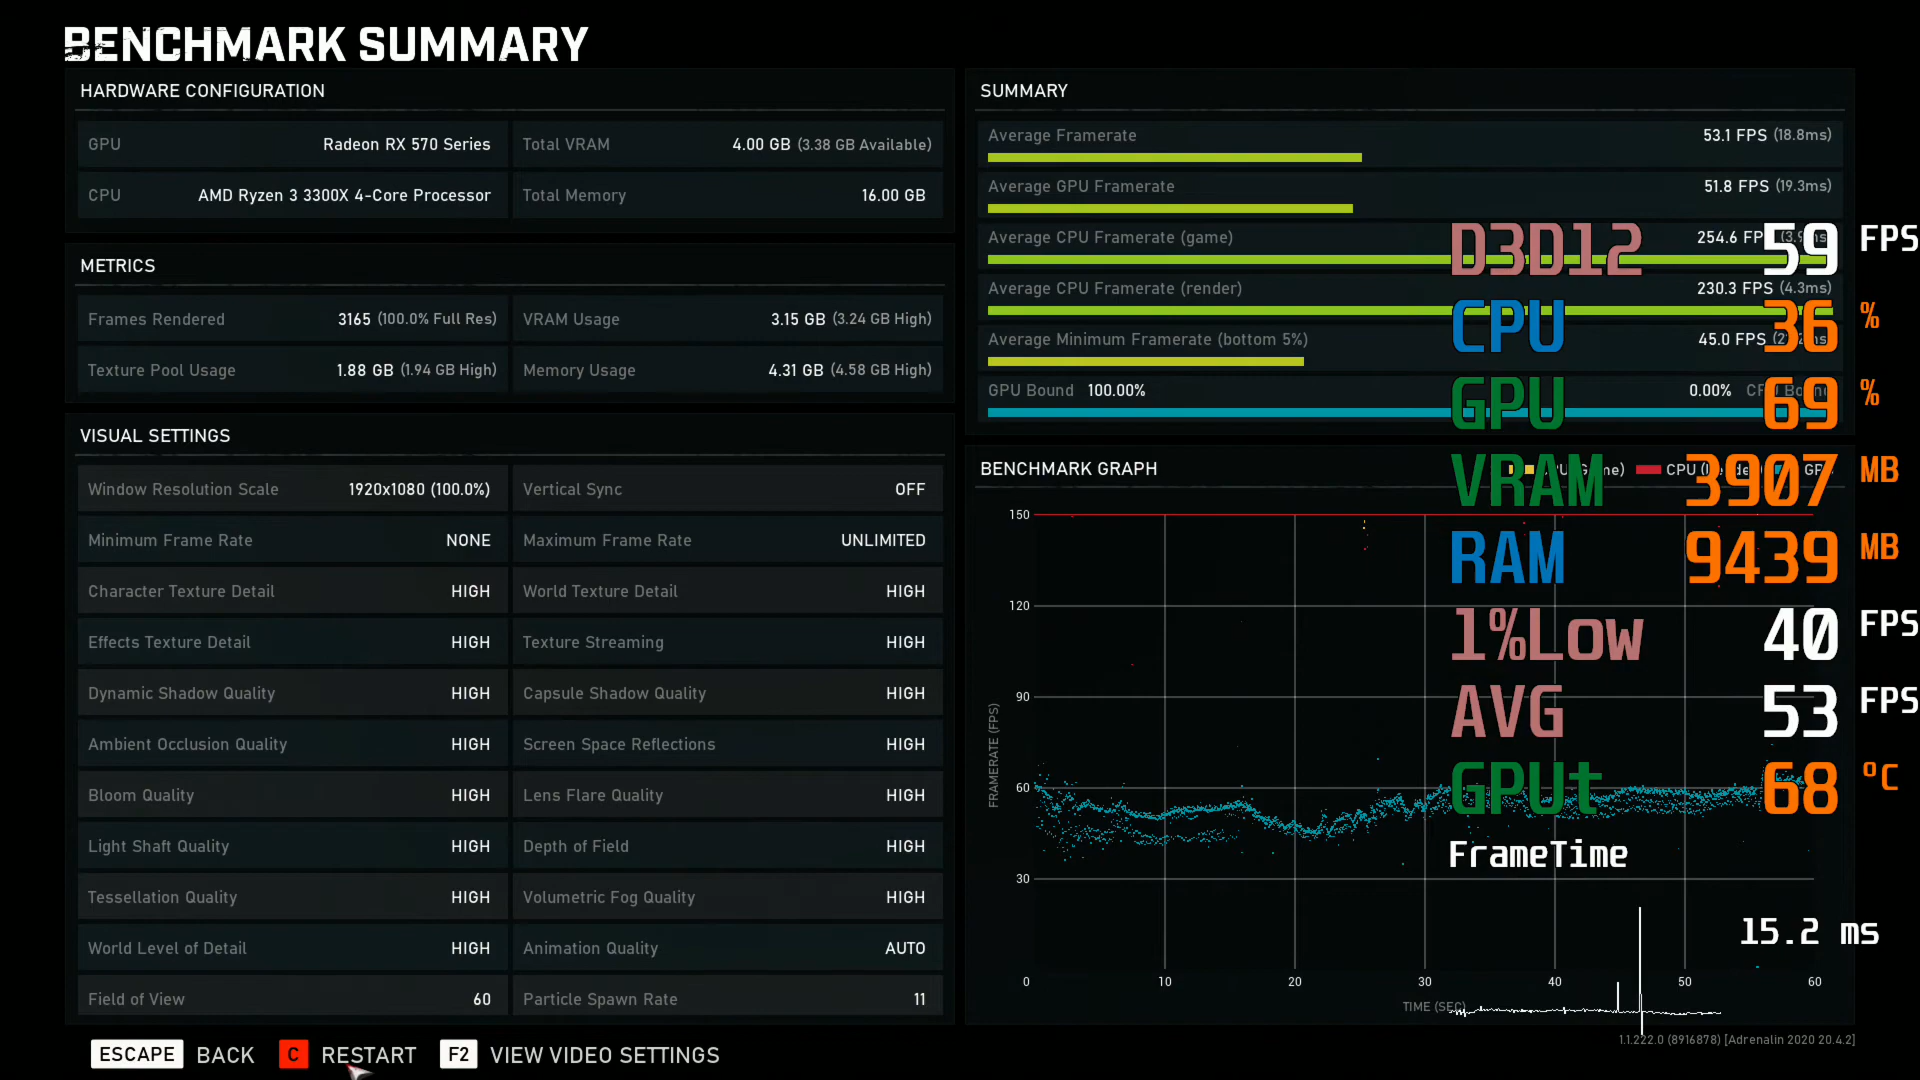 BENCHMARK SUMMARY
HARDWARE CONFIGURATION
GPU Radeon RX 570 Series
Total VRAM 4.00 GB (3.38 GB Available)
CPU AMD Ryzen 3 3300X 4-Core Processor
Total Memory 16.00 GB
METRICS
Frames Rendered 3165 (100.0% Full Res)
VRAM Usage 3.15 GB (3.24 GB High)
Texture Pool Usage 1.88 GB (1.94 GB High)
Memory Usage 4.31 GB (4.58 GB High)
VISUAL SETTINGS
Window Resolution Scale 1920x1080 (100.0%)
Vertical Sync OFF
Minimum Frame Rate NONE
Maximum Frame Rate UNLIMITED
Character Texture Detail HIGH
World Texture Detail HIGH
Effects Texture Detail HIGH
Texture Streaming HIGH
Dynamic Shadow Quality HIGH
Capsule Shadow Quality HIGH
Ambient Occlusion Quality HIGH
Screen Space Reflections HIGH
Bloom Quality HIGH
Lens Flare Quality HIGH
Light Shaft Quality HIGH
Depth of Field HIGH
Tessellation Quality HIGH
Volumetric Fog Quality HIGH
World Level of Detail HIGH
Animation Quality AUTO
Field of View 60
Particle Spawn Rate 11
SUMMARY
Average Framerate 53.1 FPS (18.8ms)
Average GPU Framerate 51.8 FPS (19.3ms)
Average CPU Framerate (game) 254.6
Average CPU Framerate (render) 230.3 FPS (4.3ms)
Average Minimum Framerate (bottom 5%) 45.0 FPS
GPU Bound 100.00% 0.00%
BENCHMARK GRAPH
CPU
150
120
90
60
30
FRAMERATE (FPS)
0 10 20 30 40 50 60
TIME (SEC)
D3D12 59 FPS
CPU 36 %
GPU 69 %
VRAM 3907 MB
RAM 9439 MB
1%Low 40 FPS
AVG 53 FPS
GPUt 68 °C
FrameTime
15.2 ms
1.1.222.0 (8916878) [Adrenalin 2020 20.4.2]
ESCAPE BACK C RESTART F2 VIEW VIDEO SETTINGS